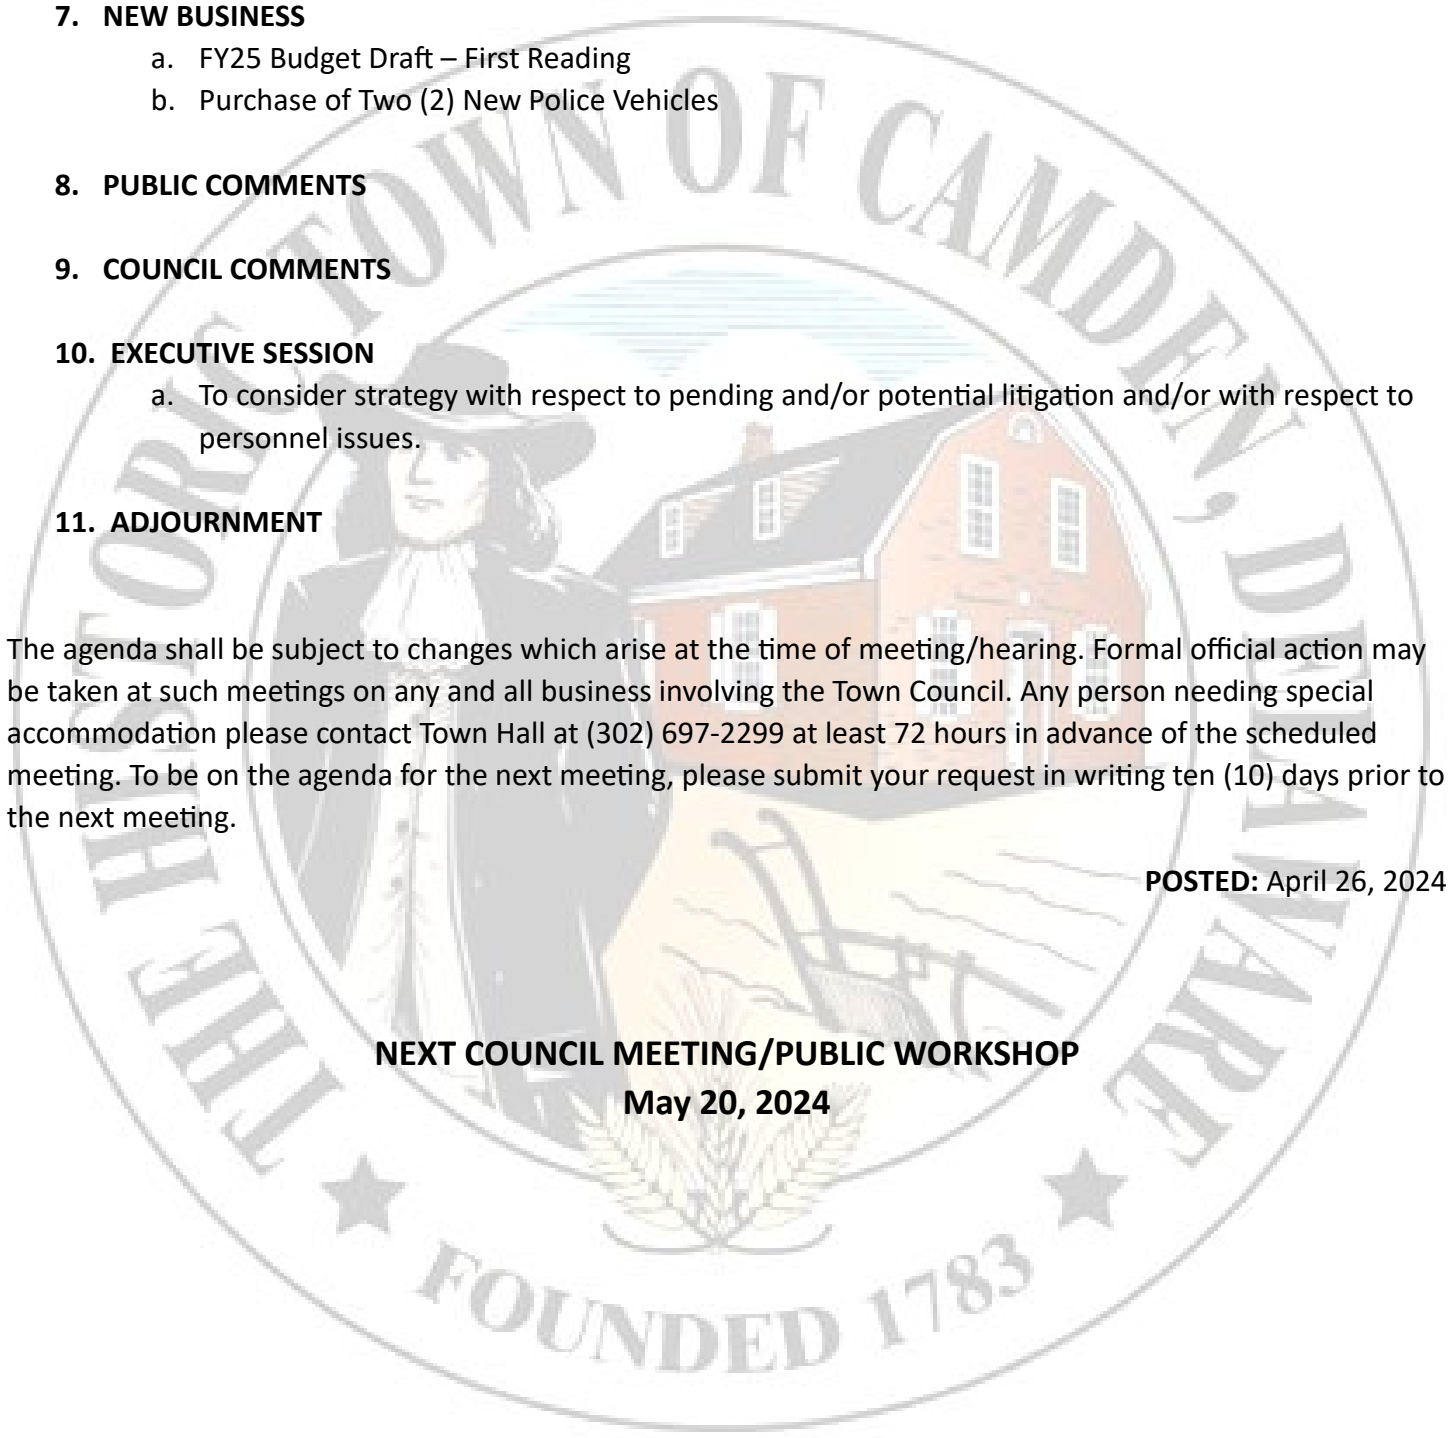 7. NEW BUSINESS
a. FY25 Budget Draft – First Reading
b. Purchase of Two (2) New Police Vehicles
8. PUBLIC COMMENTS
9. COUNCIL COMMENTS
10. EXECUTIVE SESSION
a. To consider strategy with respect to pending and/or potential litigation and/or with respect to
personnel issues.
11. ADJOURNMENT
The agenda shall be subject to changes which arise at the time of meeting/hearing. Formal official action may
be taken at such meetings on any and all business involving the Town Council. Any person needing special
accommodation please contact Town Hall at (302) 697-2299 at least 72 hours in advance of the scheduled
meeting. To be on the agenda for the next meeting, please submit your request in writing ten (10) days prior to
the next meeting.
POSTED: April 26, 2024
NEXT COUNCIL MEETING/PUBLIC WORKSHOP
May 20, 2024
THE HISTORIC TOWN OF CAMDEN, DELAWARE
FOUNDED 1783